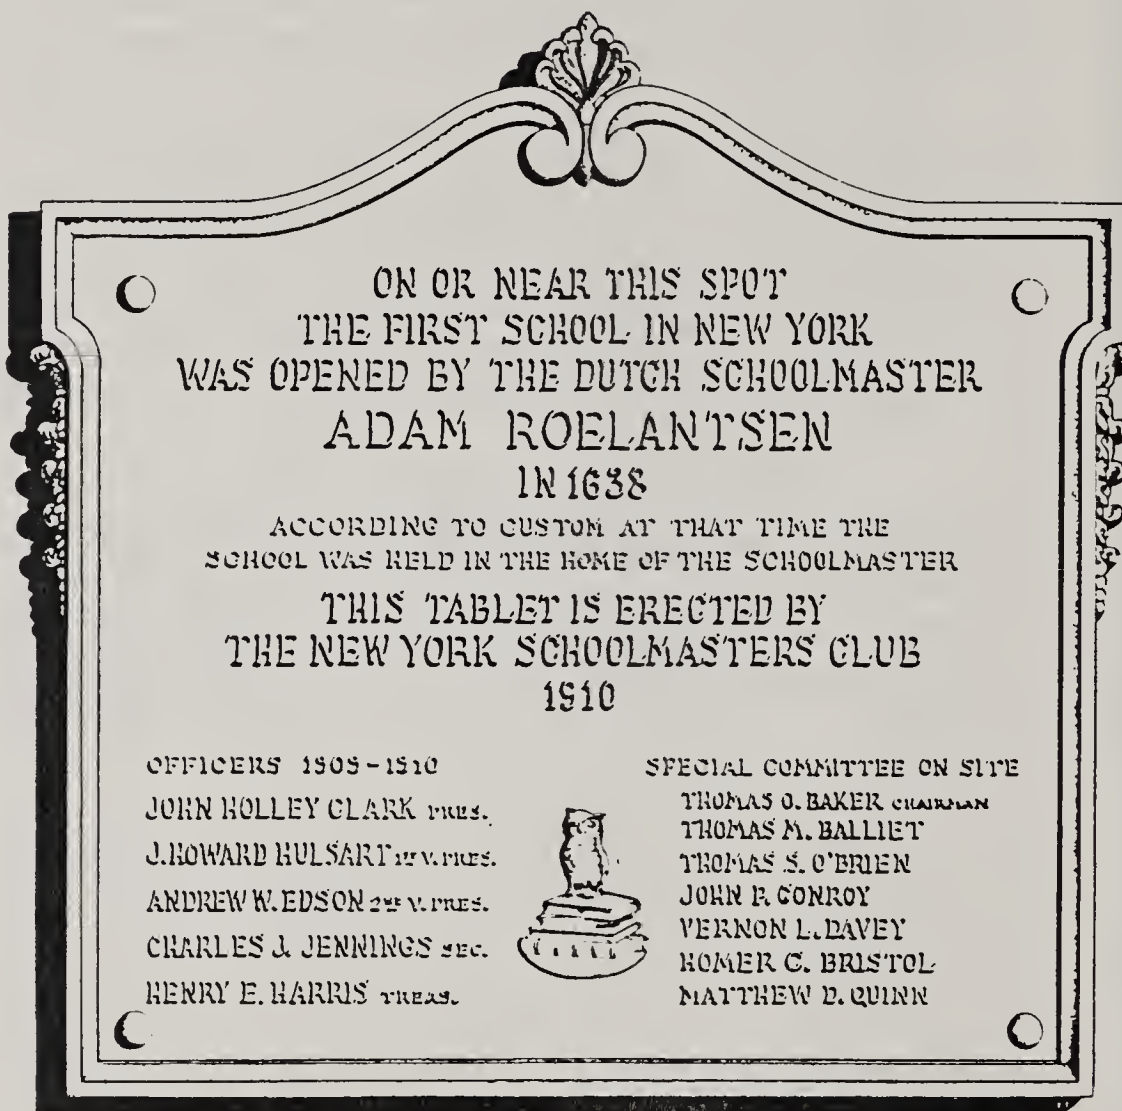 ON OR NEAR THIS SPOT
THE FIRST SCHOOL IN NEW YORK
WAS OPENED BY THE DUTCH SCHOOLMASTER
ADAM ROELANTSEN
IN 1638
ACCORDING TO CUSTOM AT THAT TIME THE
SCHOOL WAS HELD IN THE HOME OF THE SCHOOLMASTER
THIS TABLET IS ERECTED BY
THE NEW YORK SCHOOLMASTERS CLUB
1910
OFFICERS 1909-1910
JOHN HOLLEY CLARK PRES.
J. HOWARD HULSART 1ST V. PRES.
ANDREW W. EDSON 2ND V. PRES.
CHARLES J. JENNINGS SEC.
HENRY E. HARRIS TREAS.
SPECIAL COMMITTEE ON SITE
THOMAS O. BAKER CHAIRMAN
THOMAS M. BALLIET
THOMAS S. O'BRIEN
JOHN P. CONROY
VERNON L. DAVEY
HOMER C. BRISTOL
MATTHEW D. QUINN